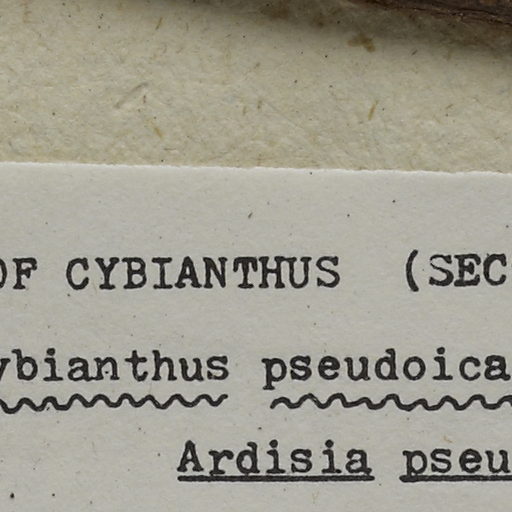 OF CYBIANTHUS (SEC
ybianthus pseudoica
Ardisia pseu